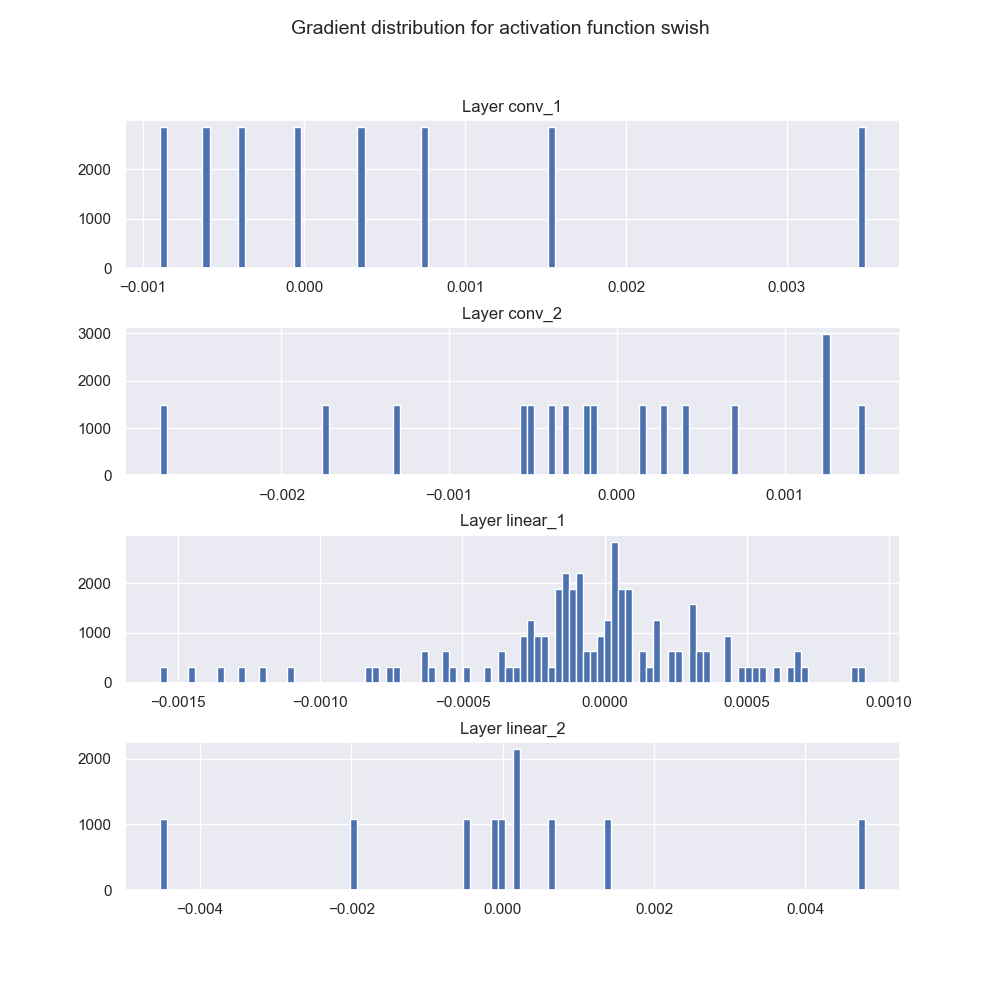 Gradient distribution for activation function swish
Layer conv_1
2000
1000
0
−0.001 0.000 0.001 0.002 0.003
Layer conv_2
3000
2000
1000
0
−0.002 −0.001 0.000 0.001
Layer linear_1
2000
1000
0
−0.0015 −0.0010 −0.0005 0.0000 0.0005 0.0010
Layer linear_2
2000
1000
0
−0.004 −0.002 0.000 0.002 0.004